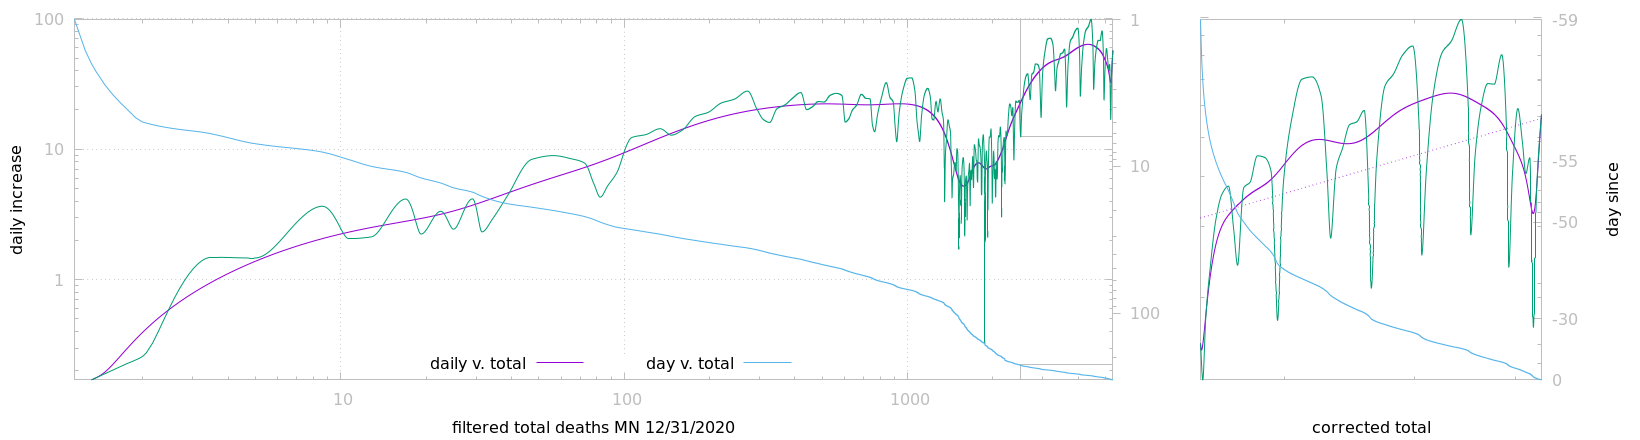 100
10
1
daily increase
1
10
100
daily v. total
day v. total
10
100
1000
filtered total deaths MN 12/31/2020
-59
-55
-50
-30
0
day since
corrected total